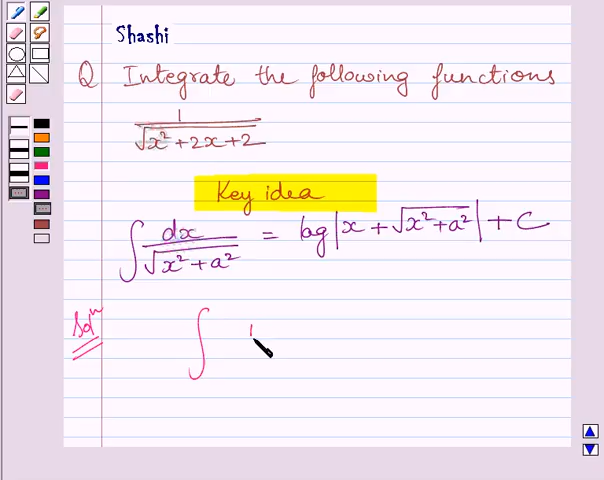 Shashi
Q Integrate the following functions
1/√(x²+2x+2)
Key idea
∫ dx/√(x²+a²) = log|x+√(x²+a²)|+C
Solⁿ ∫ 1